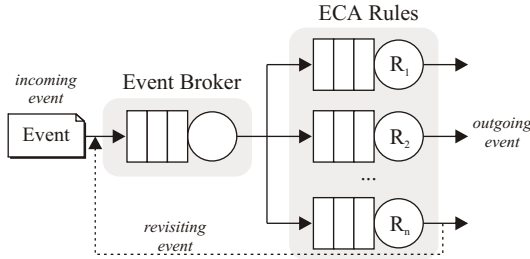 ECA Rules
incoming
event
Event Broker
R1
Event
R2
outgoing
event
...
Rn
revisiting
event